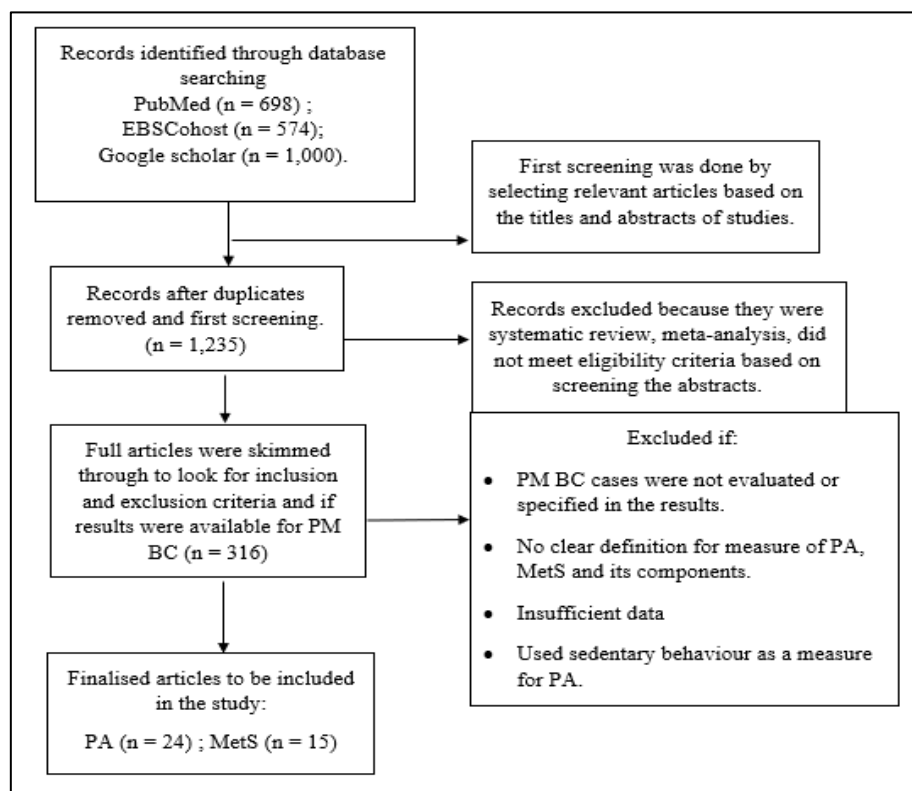 Records identified through database
searching
PubMed (n = 698) ;
EBSCohost (n = 574);
Google scholar (n = 1,000).
First screening was done by
selecting relevant articles based on
the titles and abstracts of studies.
Records after duplicates
removed and first screening.
(n = 1,235)
Records excluded because they were
systematic review, meta-analysis, did
not meet eligibility criteria based on
screening the abstracts.
Full articles were skimmed
through to look for inclusion
and exclusion criteria and if
results were available for PM
BC (n = 316)
Excluded if:
• PM BC cases were not evaluated or
specified in the results.
• No clear definition for measure of PA,
MetS and its components.
• Insufficient data
• Used sedentary behaviour as a measure
for PA.
Finalised articles to be included
in the study:
PA (n = 24) ; MetS (n = 15)